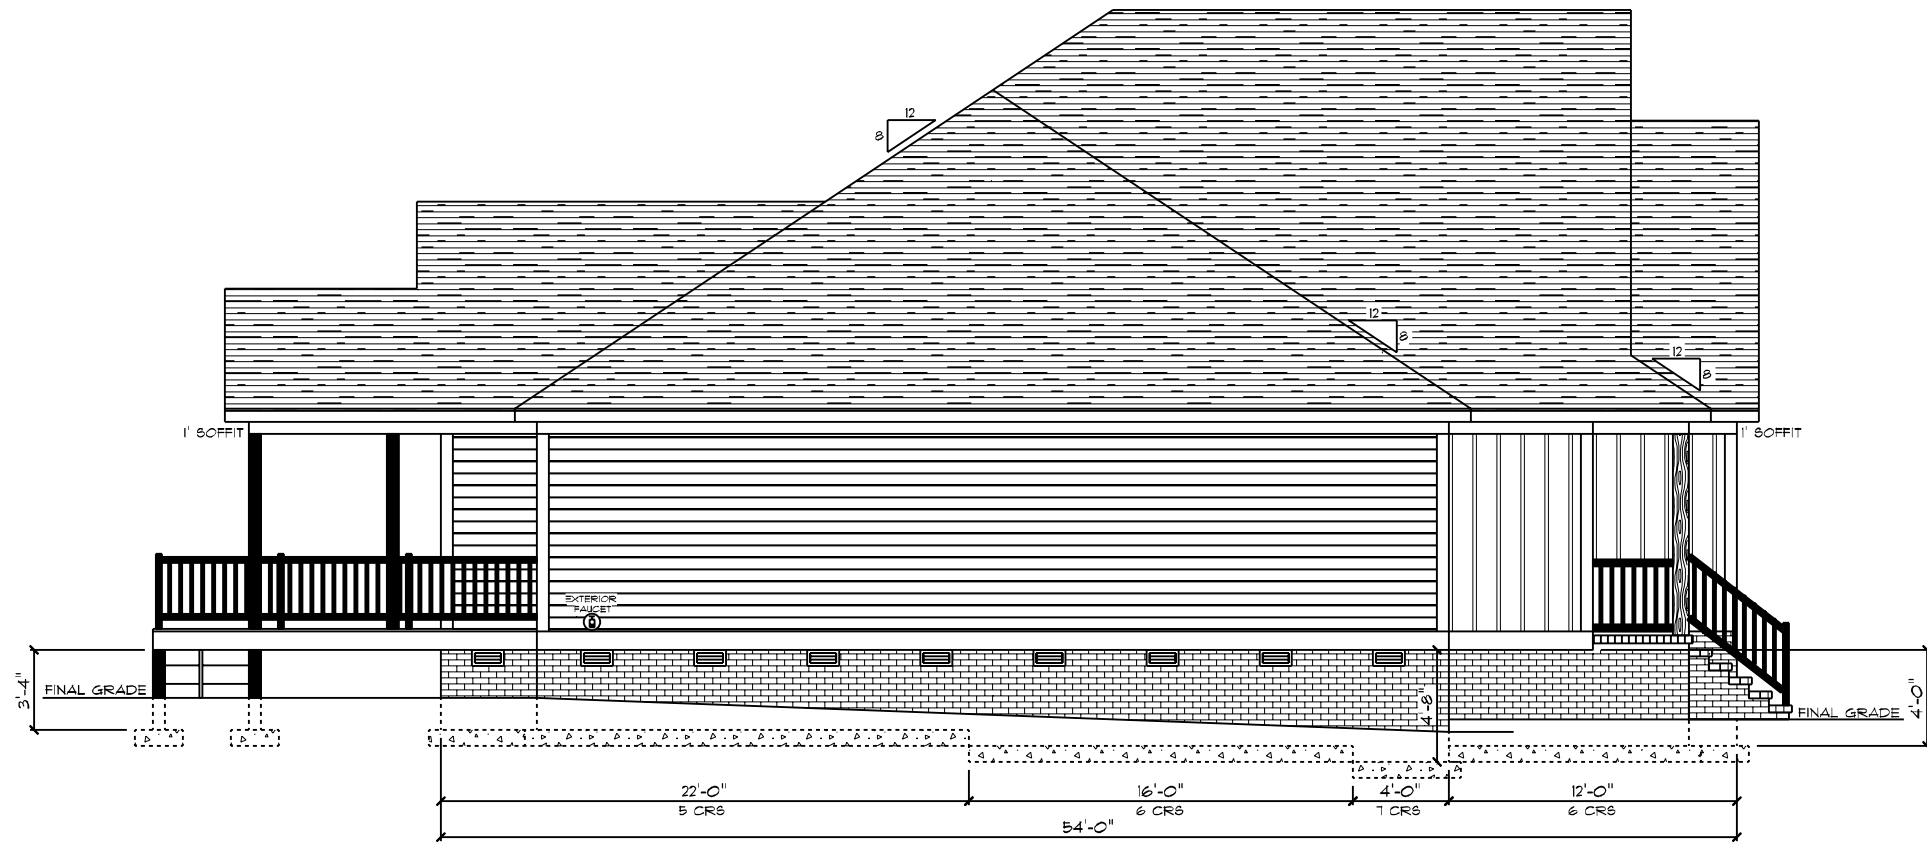 12
8
12
8
12
8
1' SOFFIT
1' SOFFIT
EXTERIOR
FAUCET
3'-4"
FINAL GRADE
4'-8"
4'-0"
FINAL GRADE
22'-0"
16'-0"
4'-0"
12'-0"
5 CRS
6 CRS
7 CRS
6 CRS
54'-0"